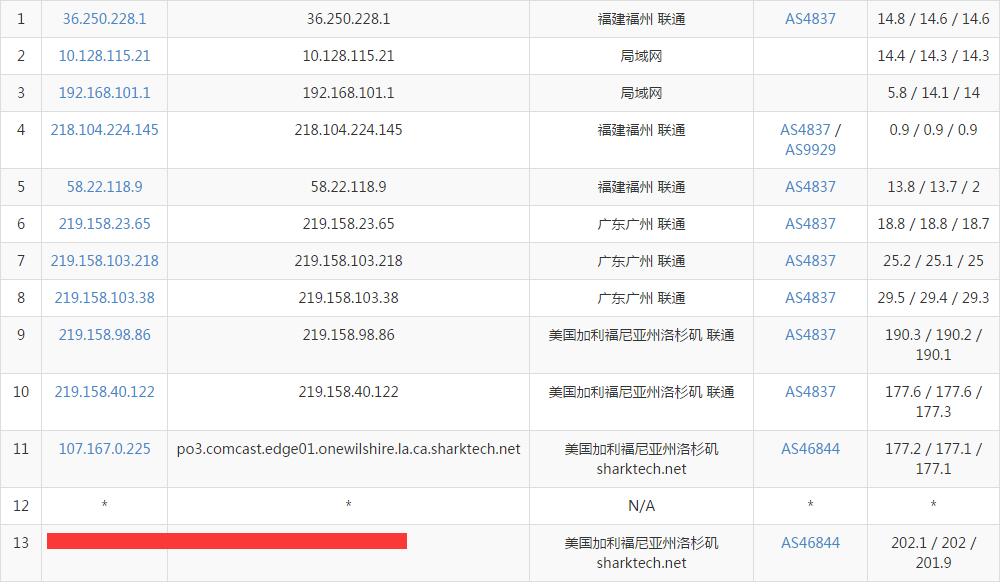 1 36.250.228.1 36.250.228.1 福建福州 联通 AS4837 14.8 / 14.6 / 14.6
2 10.128.115.21 10.128.115.21 局域网 14.4 / 14.3 / 14.3
3 192.168.101.1 192.168.101.1 局域网 5.8 / 14.1 / 14
4 218.104.224.145 218.104.224.145 福建福州 联通 AS4837 / 0.9 / 0.9 / 0.9
AS9929
5 58.22.118.9 58.22.118.9 福建福州 联通 AS4837 13.8 / 13.7 / 2
6 219.158.23.65 219.158.23.65 广东广州 联通 AS4837 18.8 / 18.8 / 18.7
7 219.158.103.218 219.158.103.218 广东广州 联通 AS4837 25.2 / 25.1 / 25
8 219.158.103.38 219.158.103.38 广东广州 联通 AS4837 29.5 / 29.4 / 29.3
9 219.158.98.86 219.158.98.86 美国加利福尼亚州洛杉矶 联通 AS4837 190.3 / 190.2 /
190.1
10 219.158.40.122 219.158.40.122 美国加利福尼亚州洛杉矶 联通 AS4837 177.6 / 177.6 /
177.3
11 107.167.0.225 po3.comcast.edge01.onewilshire.la.ca.sharktech.net 美国加利福尼亚州洛杉矶 AS46844 177.2 / 177.1 /
sharktech.net 177.1
12 * * N/A * *
13 美国加利福尼亚州洛杉矶 AS46844 202.1 / 202 /
sharktech.net 201.9